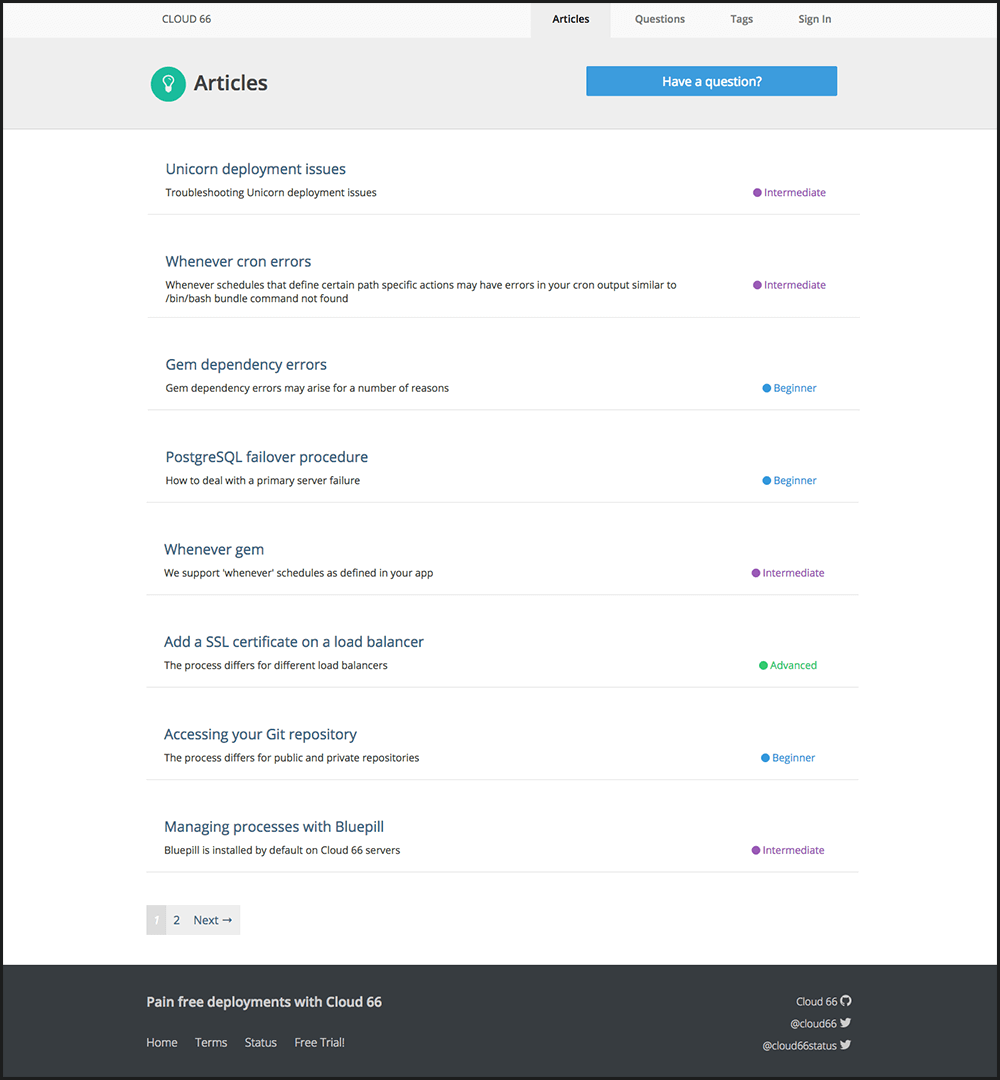 CLOUD 66
Articles
Questions
Tags
Sign In
Articles
Have a question?
Unicorn deployment issues
Troubleshooting Unicorn deployment issues
Intermediate
Whenever cron errors
Whenever schedules that define certain path specific actions may have errors in your cron output similar to
/bin/bash bundle command not found
Intermediate
Gem dependency errors
Gem dependency errors may arise for a number of reasons
Beginner
PostgreSQL failover procedure
How to deal with a primary server failure
Beginner
Whenever gem
We support 'whenever' schedules as defined in your app
Intermediate
Add a SSL certificate on a load balancer
The process differs for different load balancers
Advanced
Accessing your Git repository
The process differs for public and private repositories
Beginner
Managing processes with Bluepill
Bluepill is installed by default on Cloud 66 servers
Intermediate
1 2 Next →
Pain free deployments with Cloud 66
Home Terms Status Free Trial!
Cloud 66
@cloud66
@cloud66status